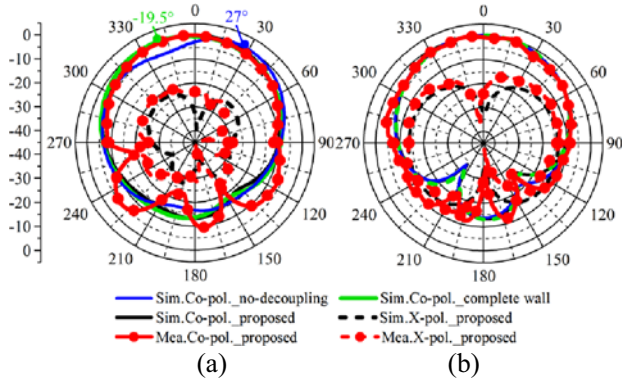 -19.5° 0 27° 0
330 30 330 30
0
-10 300 60 300 60
-20
-30
-40 270 90 270 90
-30
-20 240 120 240 120
-10
0 210 150 210 150
180 180
Sim.Co-pol._no-decoupling Sim.Co-pol._complete wall
Sim.Co-pol._proposed Sim.X-pol._proposed
Mea.Co-pol._proposed Mea.X-pol._proposed
(a) (b)